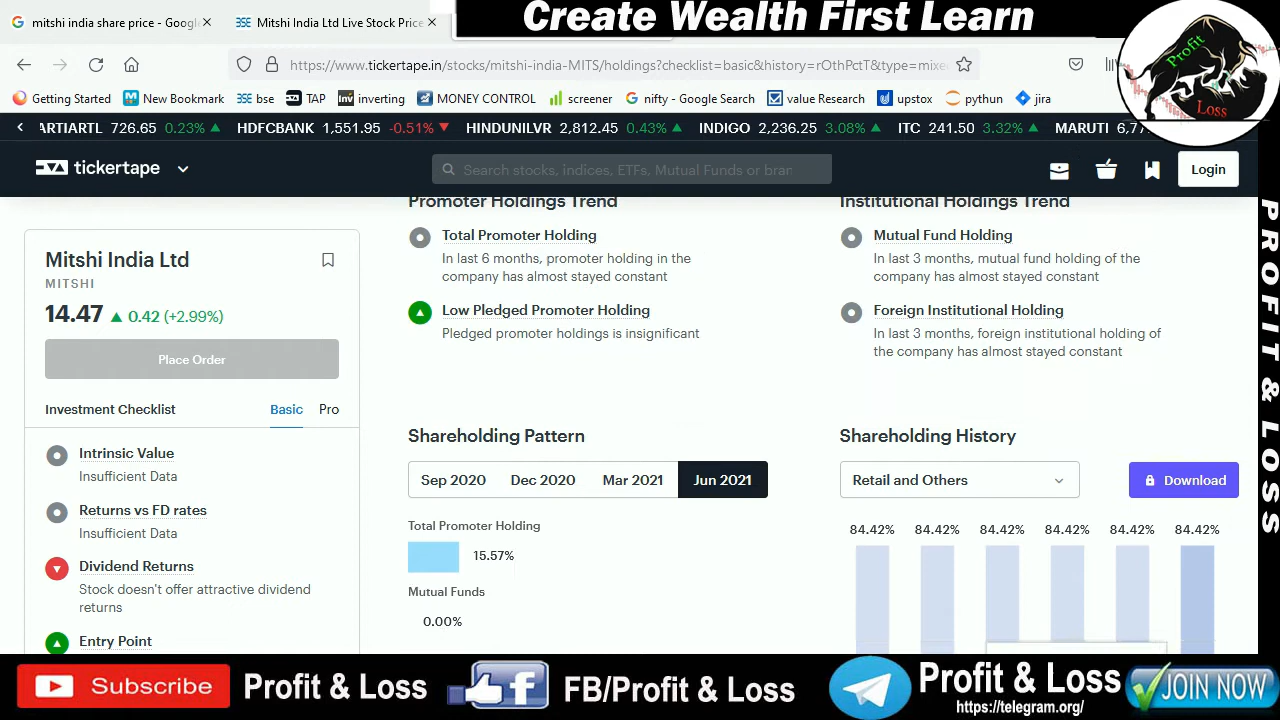 Create Wealth First Learn
mitshi india share price - Googl
Mitshi India Ltd Live Stock Price
Profit
Loss
https://www.tickertape.in/stocks/mitshi-india-MITS/holdings?checklist=basic&history=rOthPctT&type=mixe
Getting Started
New Bookmark
bse
TAP
inverting
MONEY CONTR
screener
nifty - Google Search
value Research
upstox
pythun
jira
ARTIARTL 726.65 0.23% HDFCBANK 1,551.95 -0.51% HINDUNILVR 2,812.45 0.43% INDIGO 2,236.25 3.08% ITC 241.50 3.32% MARUTI 6,77
tickertape
Search stocks, indices, ETFs, Mutual Funds or bran
Login
PROFIT & LOSS
Mitshi India Ltd
MITSHI
14.47 0.42 (+2.99%)
Place Order
Investment Checklist Basic Pro
Intrinsic Value
Insufficient Data
Returns vs FD rates
Insufficient Data
Dividend Returns
Stock doesn't offer attractive dividend
returns
Entry Point
Promoter Holdings Trend
Total Promoter Holding
In last 6 months, promoter holding in the
company has almost stayed constant
Low Pledged Promoter Holding
Pledged promoter holdings is insignificant
Institutional Holdings Trend
Mutual Fund Holding
In last 3 months, mutual fund holding of the
company has almost stayed constant
Foreign Institutional Holding
In last 3 months, foreign institutional holding of
the company has almost stayed constant
Shareholding Pattern
Sep 2020 Dec 2020 Mar 2021 Jun 2021
Total Promoter Holding
15.57%
Mutual Funds
0.00%
Shareholding History
Retail and Others
Download
84.42% 84.42% 84.42% 84.42% 84.42% 84.42%
Subscribe
Profit & Loss
f
FB/Profit & Loss
Profit & Loss
https://telegram.org/
JOIN NOW